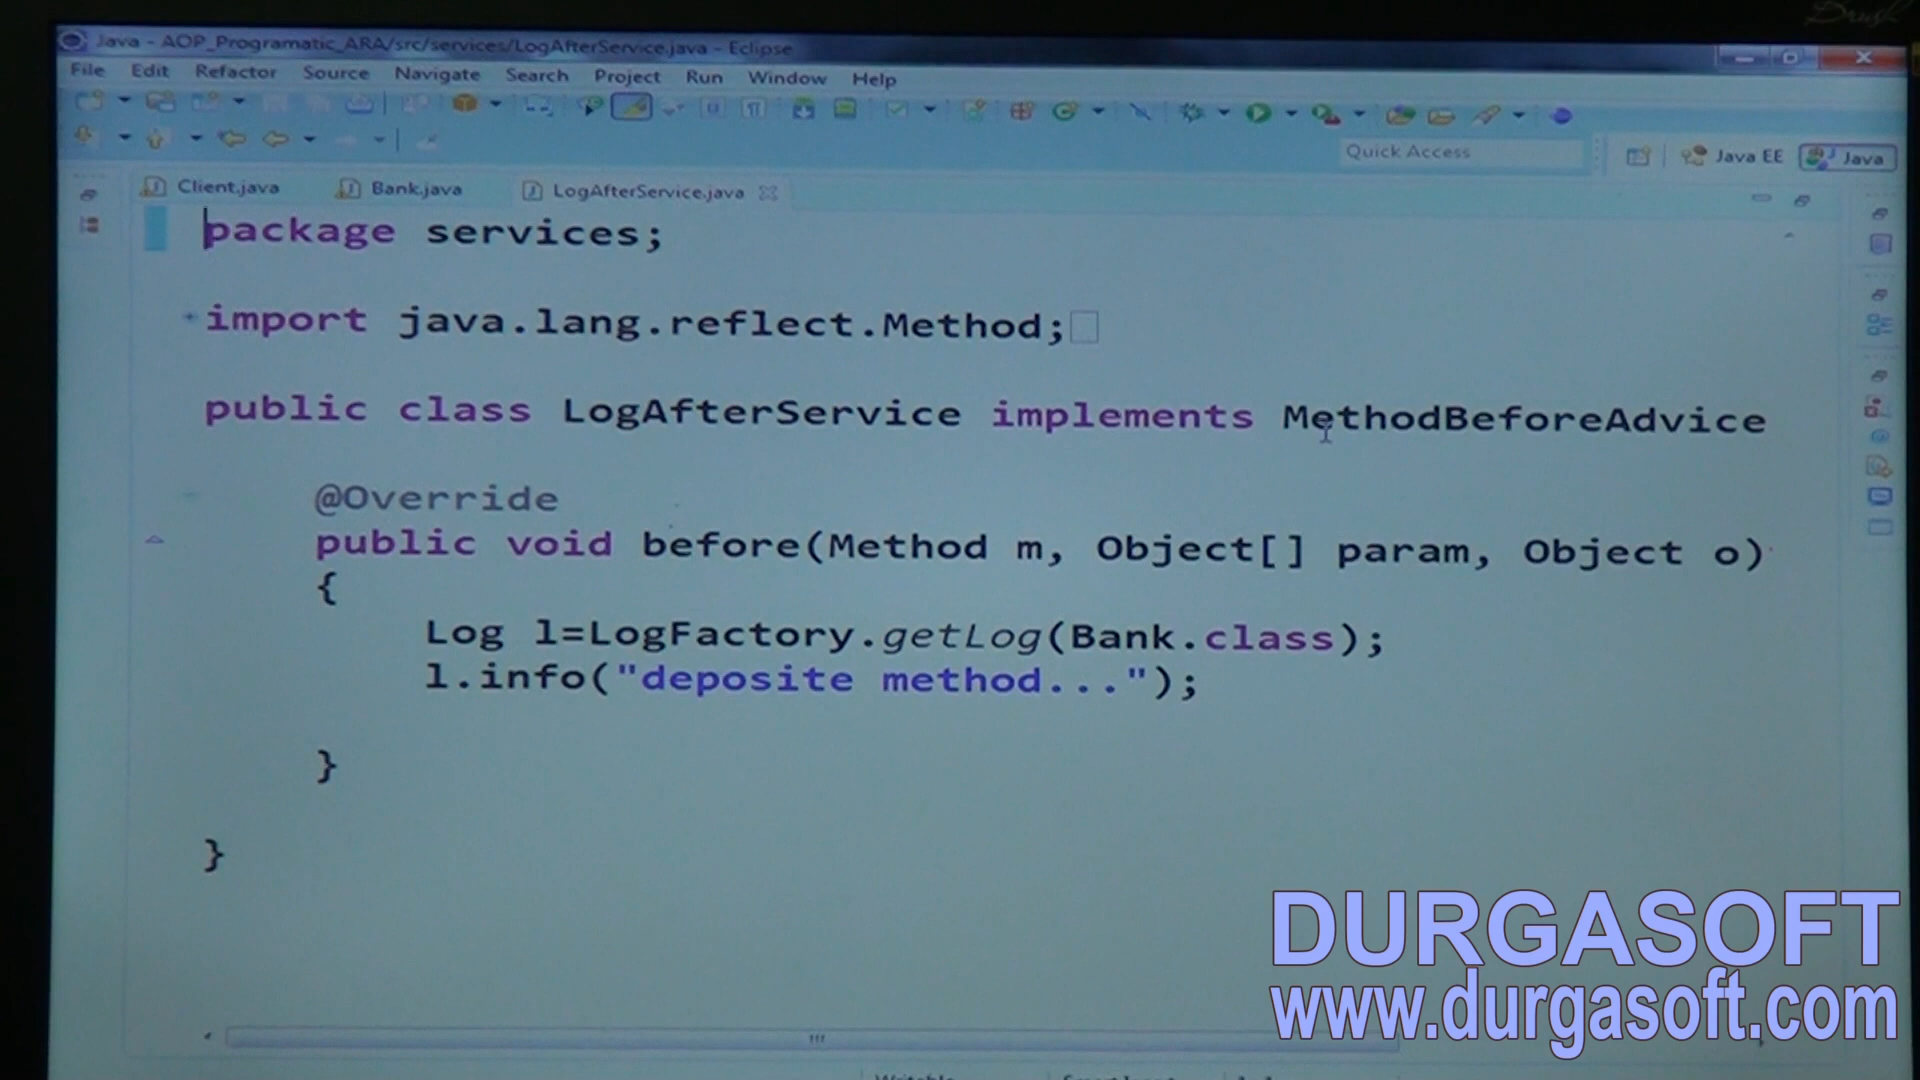 Java - AOP_Programatic_ARA/src/services/LogAfterService.java - Eclipse
File Edit Refactor Source Navigate Search Project Run Window Help
Quick Access
Java EE
Java
Client.java
Bank.java
LogAfterService.java
package services;
import java.lang.reflect.Method;
public class LogAfterService implements MethodBeforeAdvice
@Override
public void before(Method m, Object[] param, Object o)
{
Log l=LogFactory.getLog(Bank.class);
l.info("deposite method...");
}
}
DURGASOFT
www.durgasoft.com